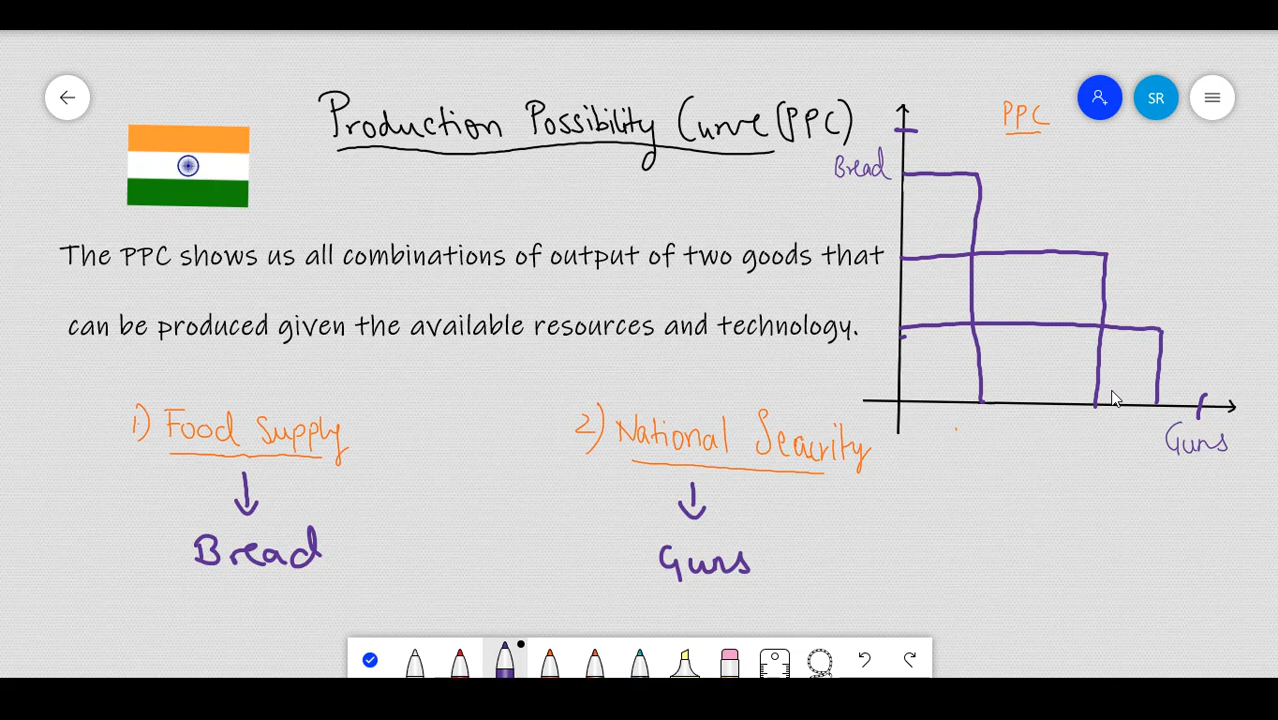 Production Possibility Curve (PPC)
PPC
SR
Bread
The PPC shows us all combinations of output of two goods that
can be produced given the available resources and technology.
1) Food Supply
2) National Security
Guns
Bread
Guns